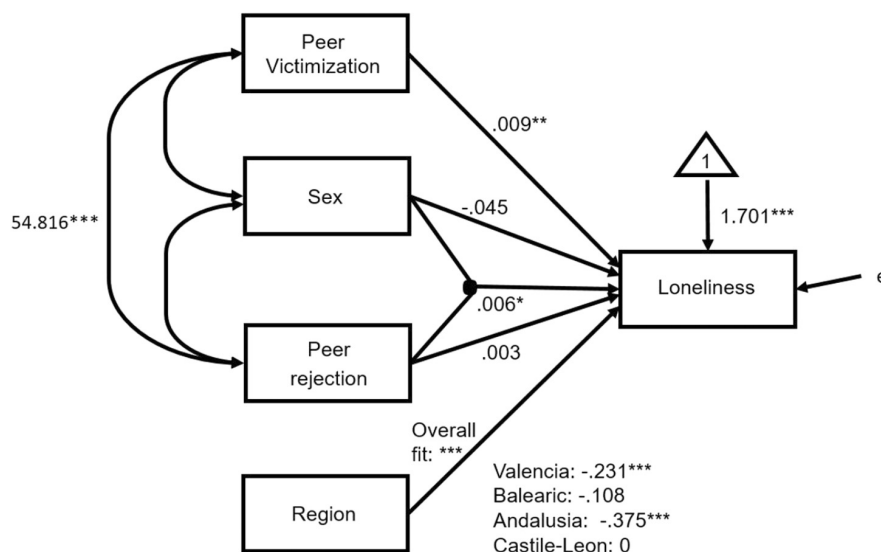 Peer
Victimization
.009**
1
Sex
54.816***
-.045
1.701***
.006*
Loneliness
e
Peer
rejection
.003
Overall
fit: ***
Region
Valencia: -.231***
Balearic: -.108
Andalusia:  -.375***
Castile-Leon: 0